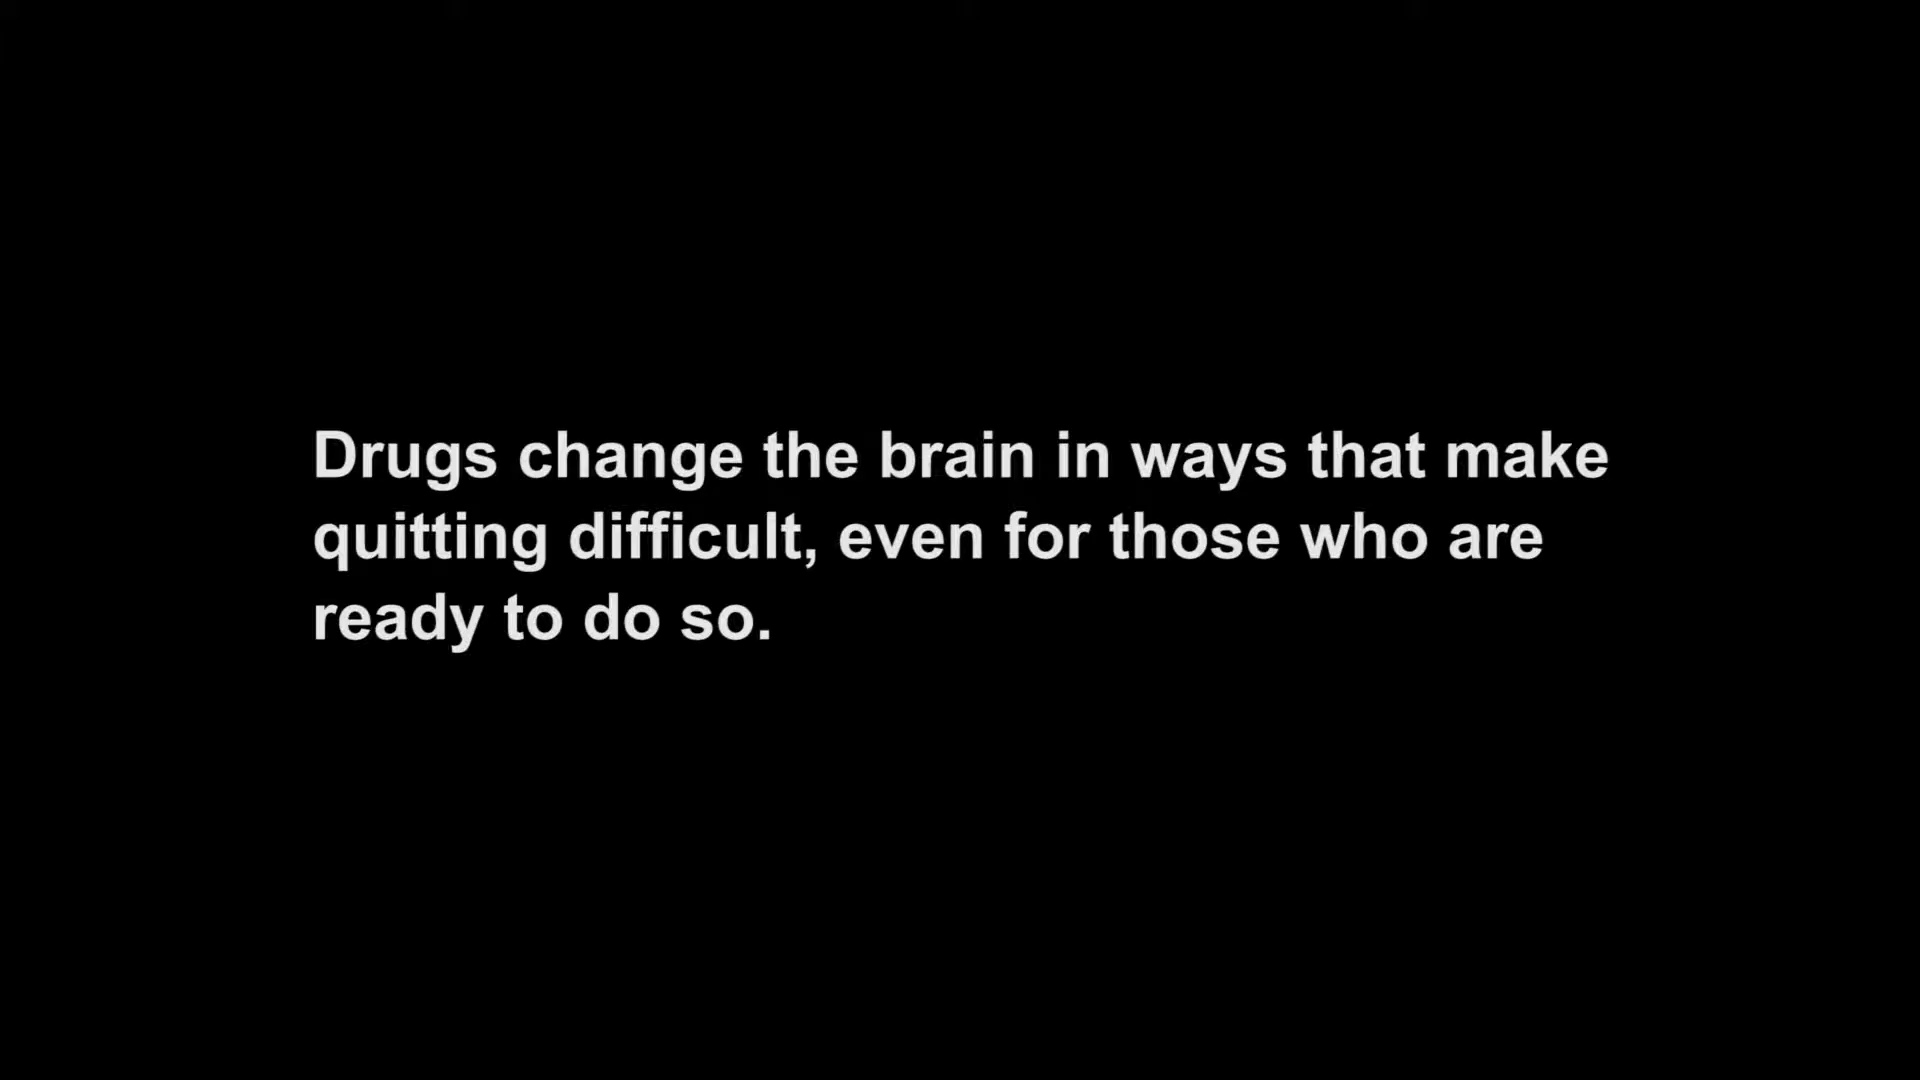 Drugs change the brain in ways that make
quitting difficult, even for those who are
ready to do so.